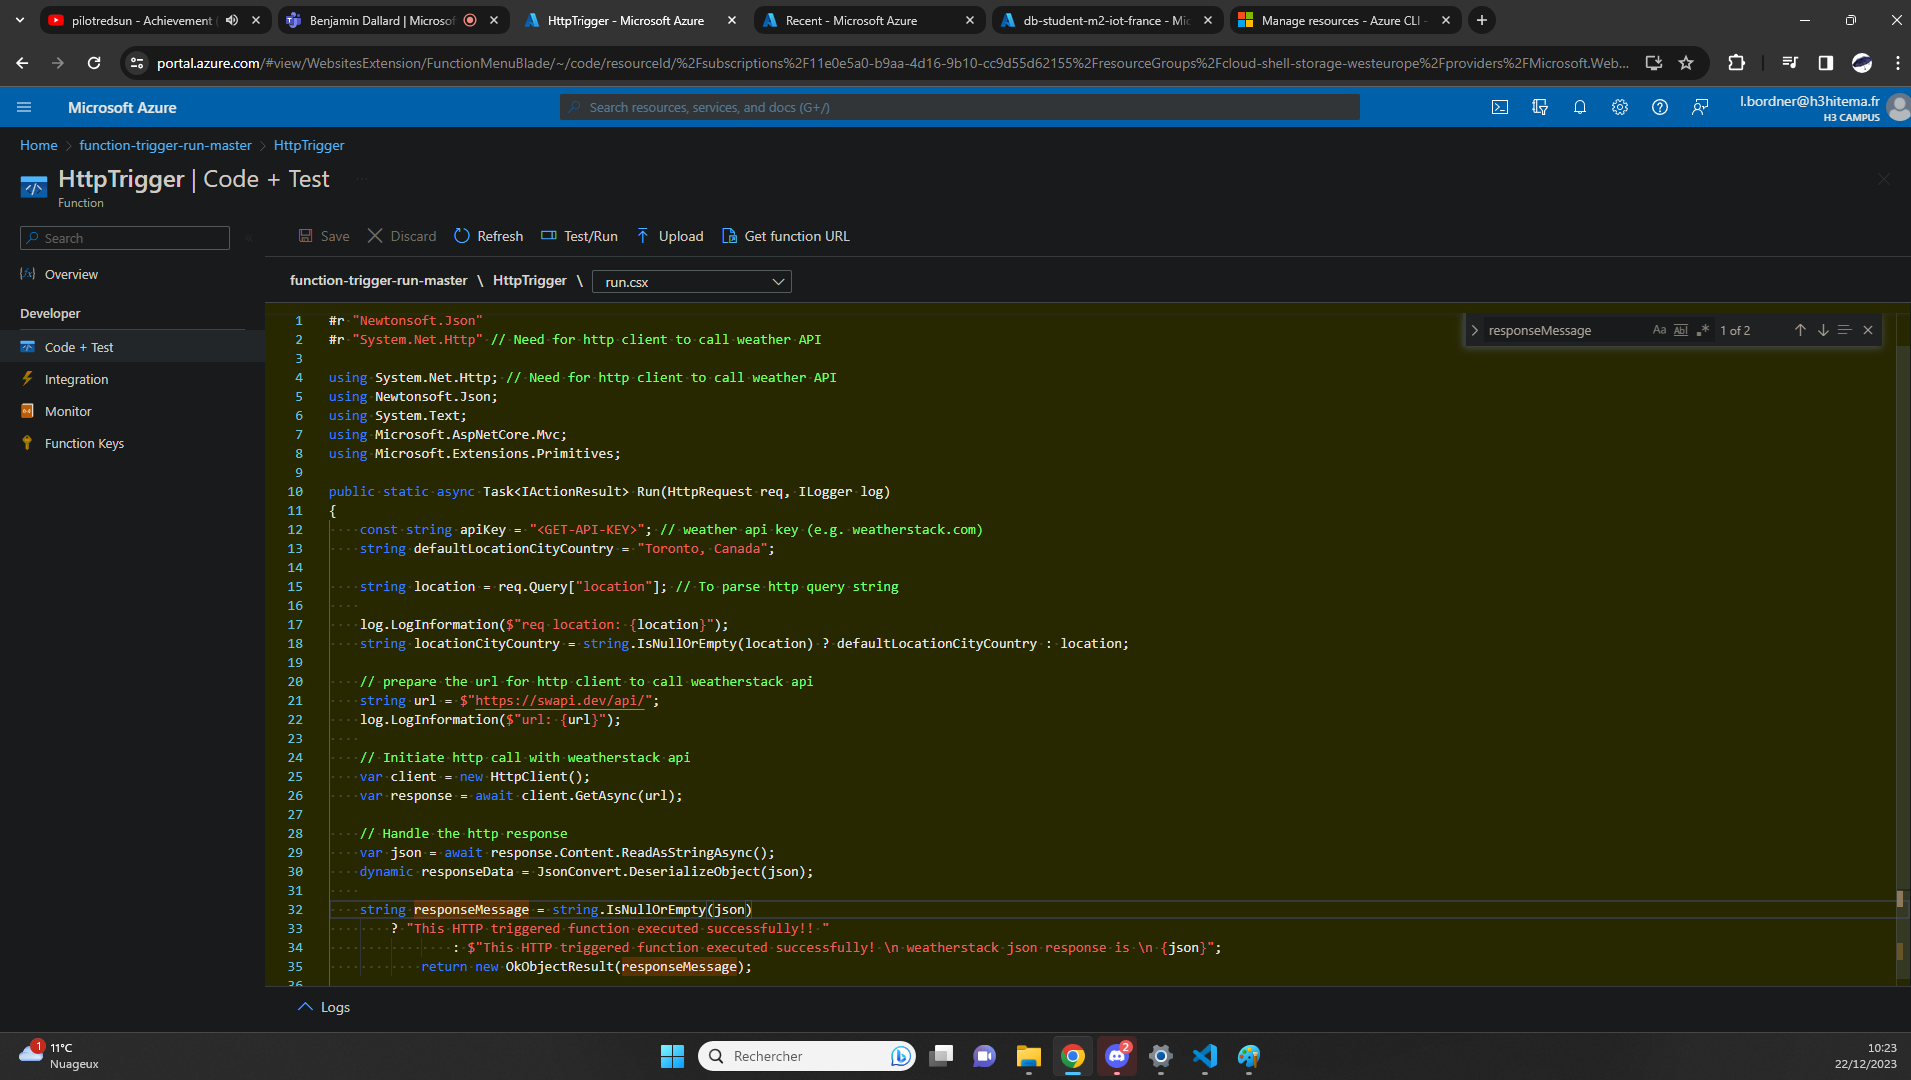 pilotredsun - Achievement (
Benjamin Dallard | Microsof
HttpTrigger - Microsoft Azure
Recent - Microsoft Azure
db-student-m2-iot-france - Mic
Manage resources - Azure CLI -
portal.azure.com/#view/WebsitesExtension/FunctionMenuBlade/~/code/resourceId/%2Fsubscriptions%2F11e0e5a0-b9aa-4d16-9b10-cc9d55d62155%2FresourceGroups%2Fcloud-shell-storage-westeurope%2Fproviders%2FMicrosoft.Web...
Microsoft Azure
Search resources, services, and docs (G+/)
l.bordner@h3hitema.fr
H3 CAMPUS
Home > function-trigger-run-master > HttpTrigger
HttpTrigger | Code + Test ...
Function
Search
Save Discard Refresh Test/Run Upload Get function URL
Overview
Developer
Code + Test
Integration
Monitor
Function Keys
function-trigger-run-master \ HttpTrigger \ run.csx
responseMessage Aa Abl .* 1 of 2
1 #r "Newtonsoft.Json"
2 #r "System.Net.Http" // Need for http client to call weather API
3
4 using System.Net.Http; // Need for http client to call weather API
5 using Newtonsoft.Json;
6 using System.Text;
7 using Microsoft.AspNetCore.Mvc;
8 using Microsoft.Extensions.Primitives;
9
10 public static async Task<IActionResult> Run(HttpRequest req, ILogger log)
11 {
12     const string apiKey = "<GET-API-KEY>"; // weather api key (e.g. weatherstack.com)
13     string defaultLocationCityCountry = "Toronto, Canada";
14
15     string location = req.Query["location"]; // To parse http query string
16
17     log.LogInformation($"req location: {location}");
18     string locationCityCountry = string.IsNullOrEmpty(location) ? defaultLocationCityCountry : location;
19
20     // prepare the url for http client to call weatherstack api
21     string url = $"https://swapi.dev/api/";
22     log.LogInformation($"url: {url}");
23
24     // Initiate http call with weatherstack api
25     var client = new HttpClient();
26     var response = await client.GetAsync(url);
27
28     // Handle the http response
29     var json = await response.Content.ReadAsStringAsync();
30     dynamic responseData = JsonConvert.DeserializeObject(json);
31
32     string responseMessage = string.IsNullOrEmpty(json)
33         ? "This HTTP triggered function executed successfully!! "
34                 : $"This HTTP triggered function executed successfully! \n weatherstack json response is \n {json}";
35             return new OkObjectResult(responseMessage);
36
Logs
1
11°C
Nuageux
Rechercher
2
10:23
22/12/2023